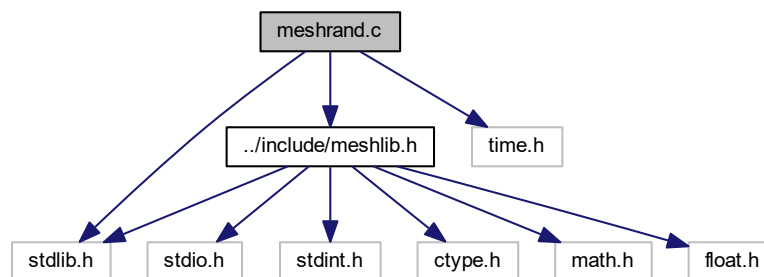 meshrand.c
../include/meshlib.h
time.h
stdlib.h
stdio.h
stdint.h
ctype.h
math.h
float.h